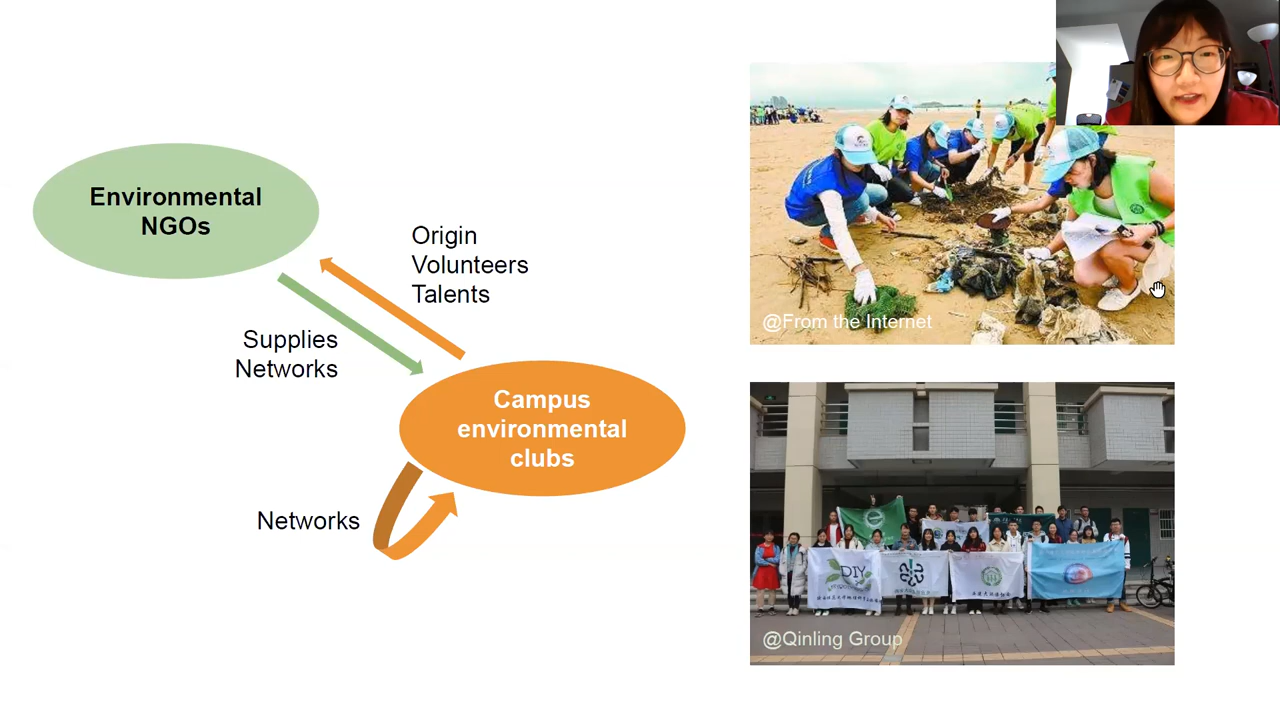 Environmental
NGOs
Origin
Volunteers
Talents
Supplies
Networks
Campus
environmental
clubs
Networks
@From the Internet
DIY
@Qinling Group